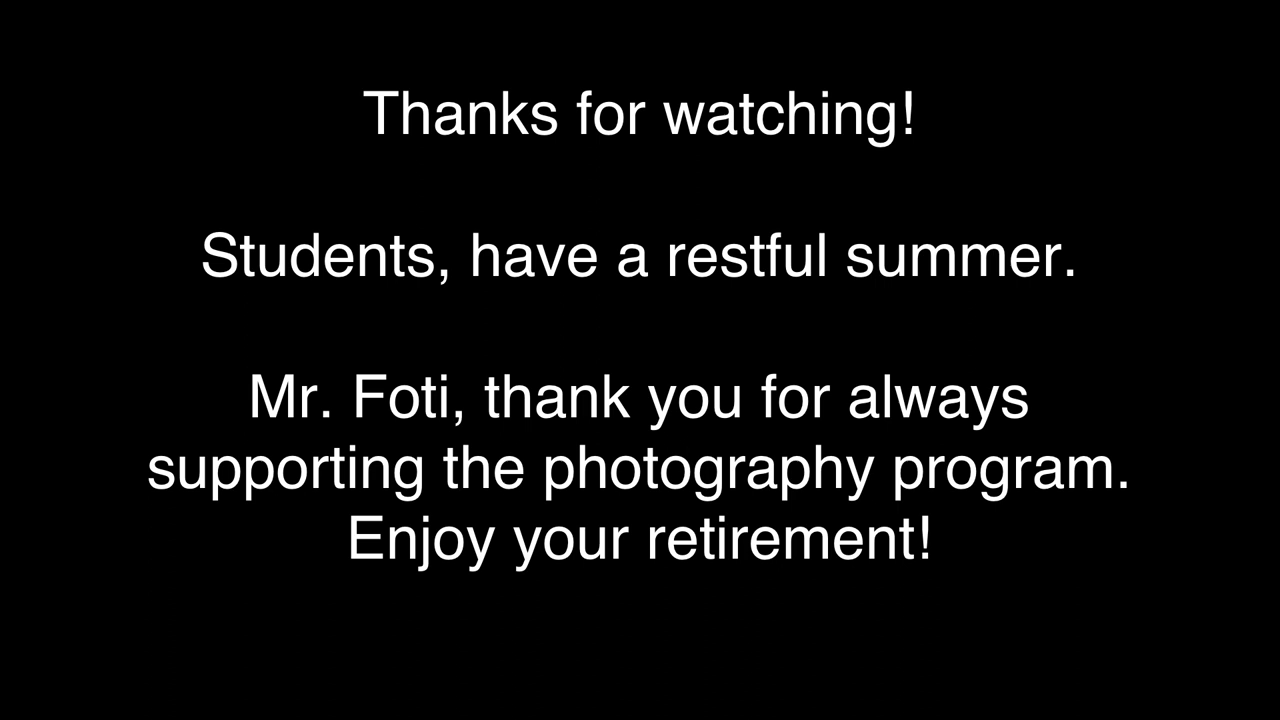 Thanks for watching!
Students, have a restful summer.
Mr. Foti, thank you for always
supporting the photography program.
Enjoy your retirement!